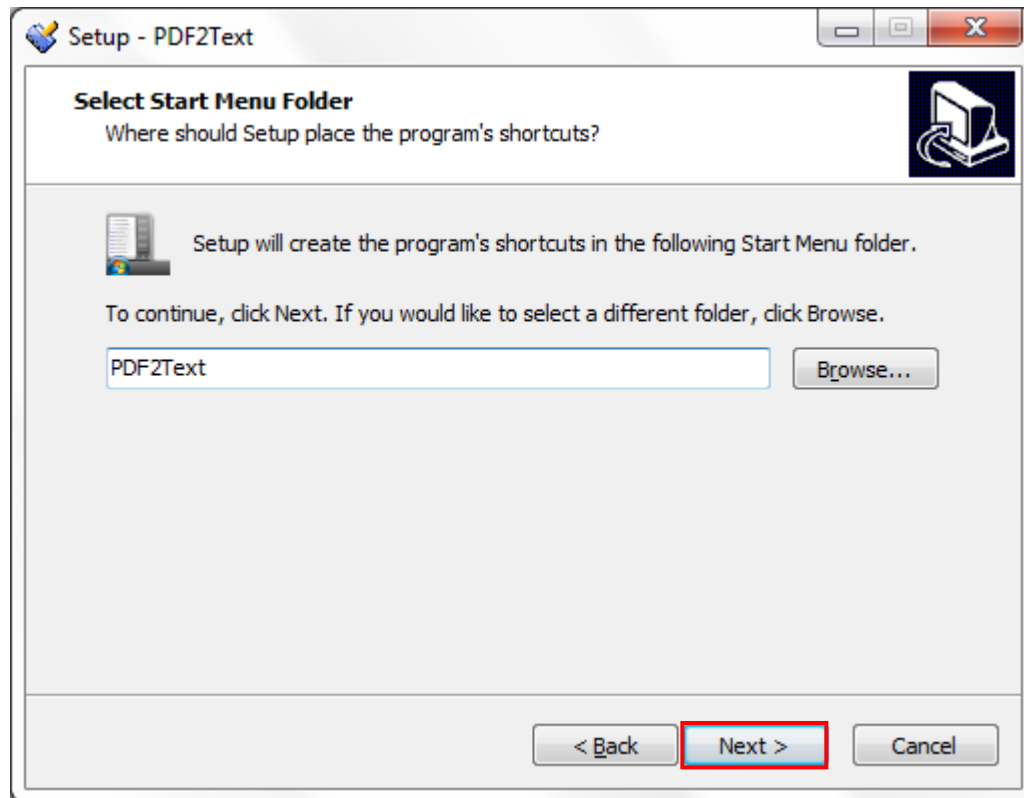 Setup - PDF2Text
Select Start Menu Folder
Where should Setup place the program's shortcuts?
Setup will create the program's shortcuts in the following Start Menu folder.
To continue, click Next. If you would like to select a different folder, click Browse.
PDF2Text
Browse...
< Back
Next >
Cancel